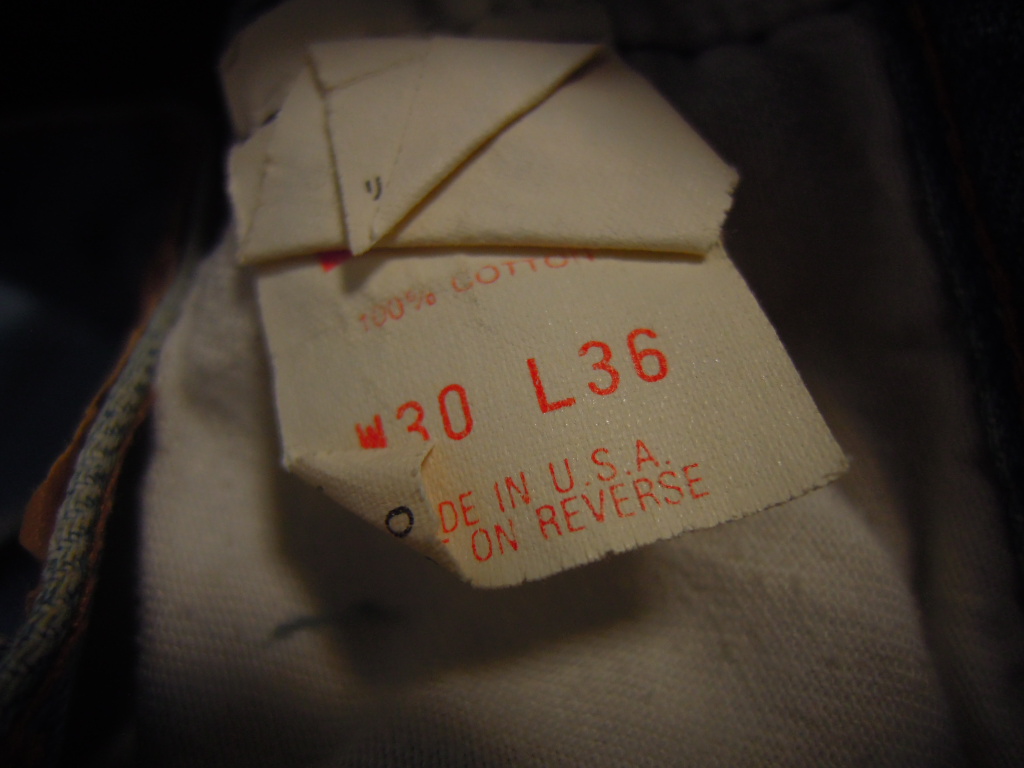 100% COTTON
W30 L36
DE IN U.S.A.
ON REVERSE
O